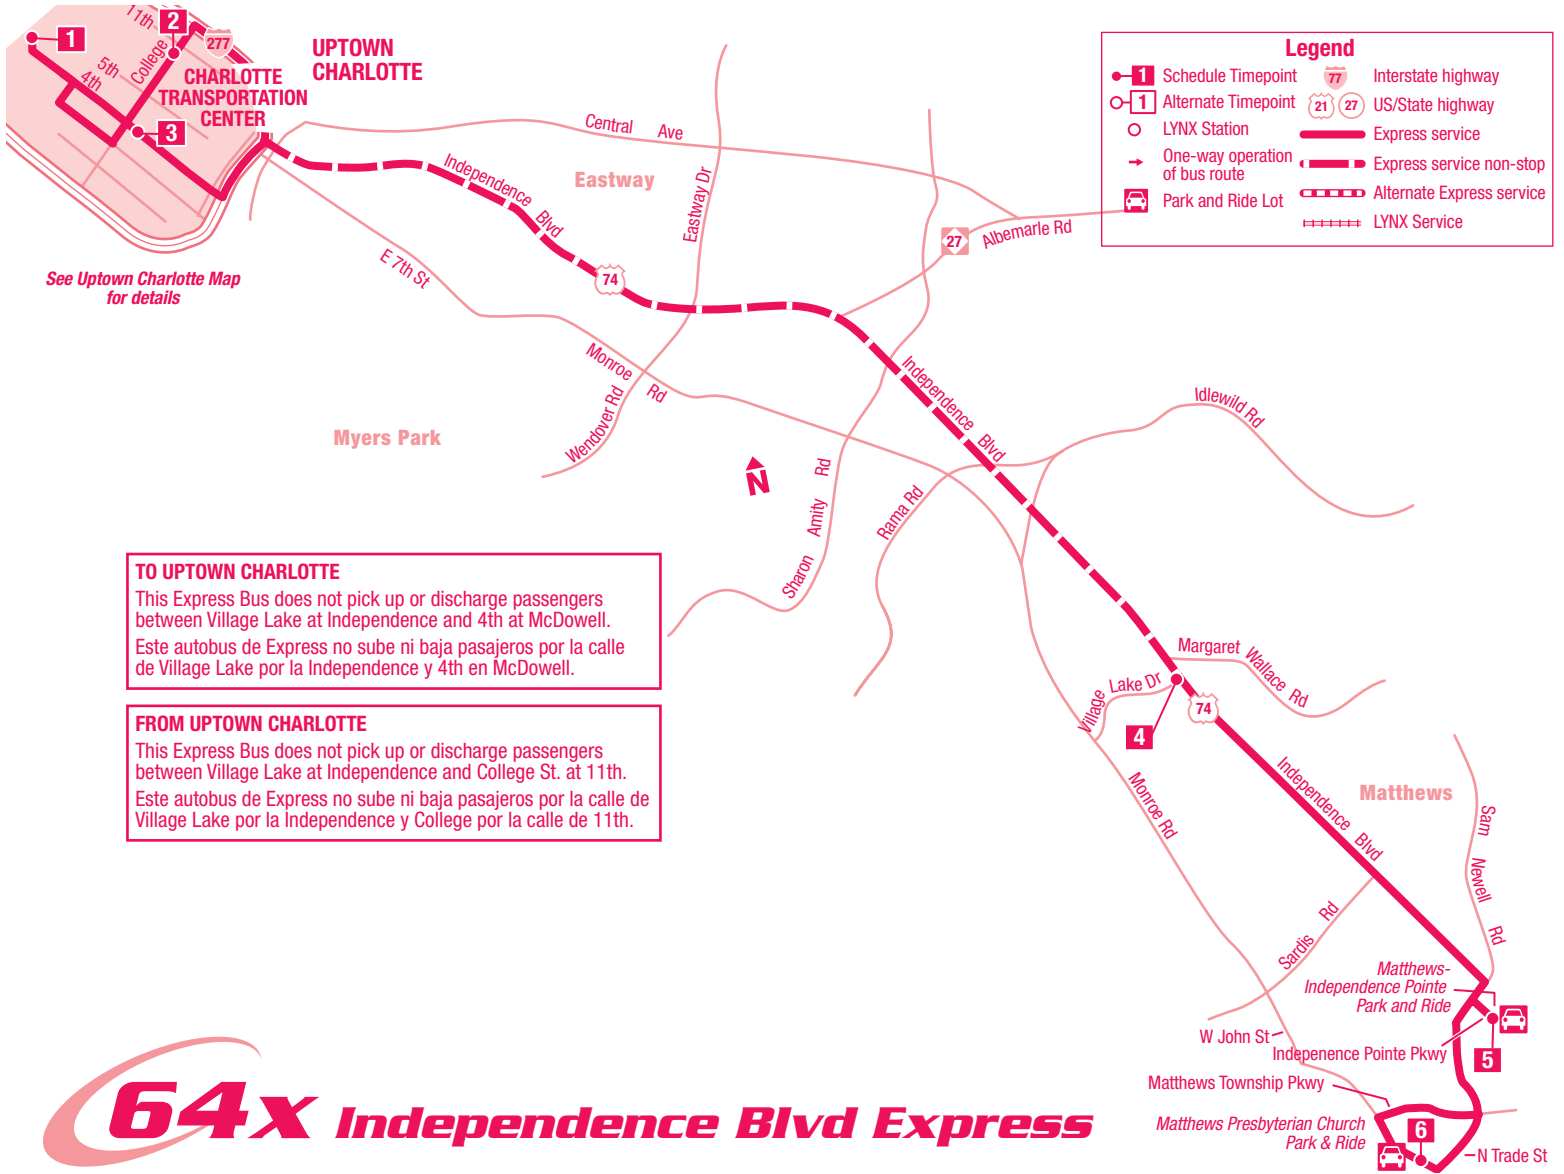 1
11th
2
277
UPTOWN
CHARLOTTE
5th
4th
College
CHARLOTTE
TRANSPORTATION
CENTER
3
See Uptown Charlotte Map
for details
Legend
1 Schedule Timepoint
1 Alternate Timepoint
LYNX Station
One-way operation
of bus route
Park and Ride Lot
77 Interstate highway
21 27 US/State highway
Express service
Express service non-stop
Alternate Express service
LYNX Service
Central Ave
Independence Blvd
Eastway
Eastway Dr
27
Albemarle Rd
E 7th St
74
Monroe Rd
Wendover Rd
Myers Park
Independence Blvd
Idlewild Rd
N
Sharon Amity Rd
Rama Rd
TO UPTOWN CHARLOTTE
This Express Bus does not pick up or discharge passengers
between Village Lake at Independence and 4th at McDowell.
Este autobus de Express no sube ni baja pasajeros por la calle
de Village Lake por la Independence y 4th en McDowell.
FROM UPTOWN CHARLOTTE
This Express Bus does not pick up or discharge passengers
between Village Lake at Independence and College St. at 11th.
Este autobus de Express no sube ni baja pasajeros por la calle de
Village Lake por la Independence y College por la calle de 11th.
Margaret Wallace Rd
Village Lake Dr
74
4
Monroe Rd
Independence Blvd
Matthews
Sam Newell Rd
Sardis Rd
Matthews-
Independence Pointe
Park and Ride
W John St
Indepenence Pointe Pkwy
5
Matthews Township Pkwy
Matthews Presbyterian Church
Park & Ride
6
N Trade St
64x Independence Blvd Express